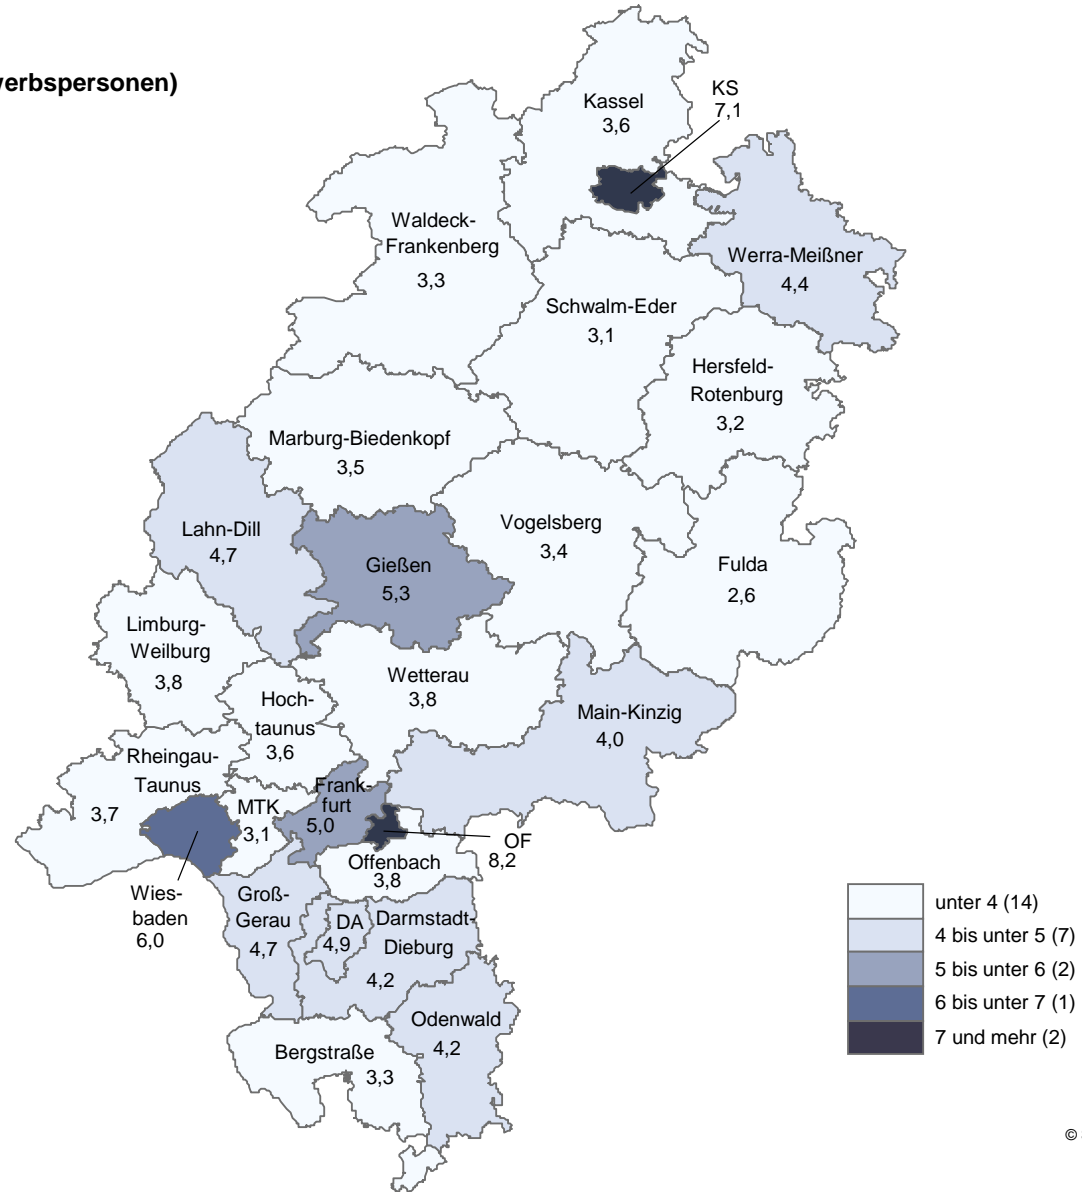 werbspersonen)
KS
7,1
Kassel
3,6
Waldeck-
Frankenberg
3,3
Werra-Meißner
4,4
Schwalm-Eder
3,1
Hersfeld-
Rotenburg
3,2
Marburg-Biedenkopf
3,5
Lahn-Dill
4,7
Vogelsberg
3,4
Gießen
5,3
Fulda
2,6
Limburg-
Weilburg
3,8
Wetterau
3,8
Hoch-
taunus
3,6
Main-Kinzig
4,0
Rheingau-
Taunus
3,7
Frank-
furt
5,0
MTK
3,1
OF
8,2
Offenbach
3,8
Wies-
baden
6,0
Groß-
Gerau
4,7
DA
4,9
Darmstadt-
Dieburg
4,2
Odenwald
4,2
Bergstraße
3,3
unter 4 (14)
4 bis unter 5 (7)
5 bis unter 6 (2)
6 bis unter 7 (1)
7 und mehr (2)
©